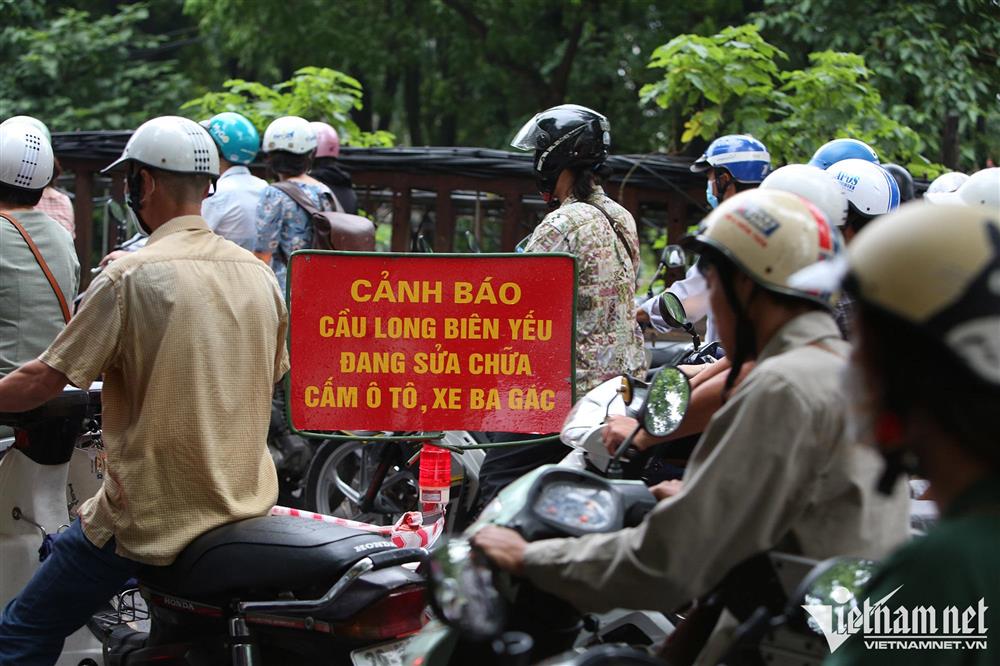 CẢNH BÁO
CẦU LONG BIÊN YẾU
ĐANG SỬA CHỮA
CẤM Ô TÔ, XE BA GÁC
HONDA
vietnamnet
VIETNAMNET.VN